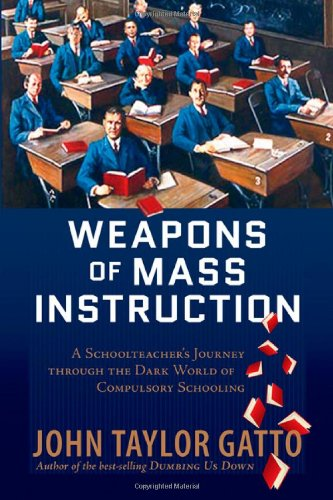 3
WEAPONS
OF MASS
INSTRUCTION
A SCHOOLTEACHER'S JOURNEY
THROUGH THE DARK WORLD OF
COMPULSORY SCHOOLING
JOHN TAYLOR GATTO
Author of the best-selling DUMBING US DOWN